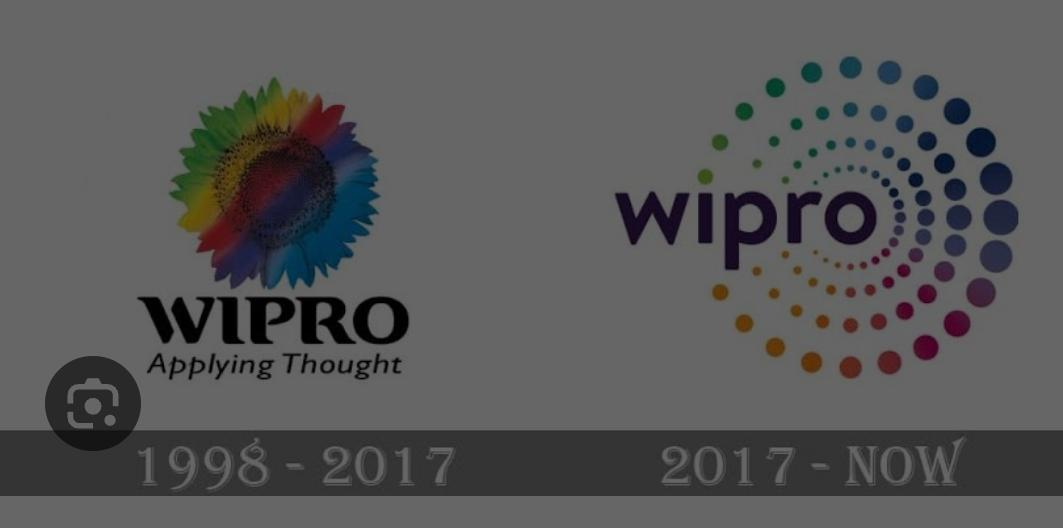 WIPRO
Applying Thought
wipro
1998 - 2017
2017 - NOW